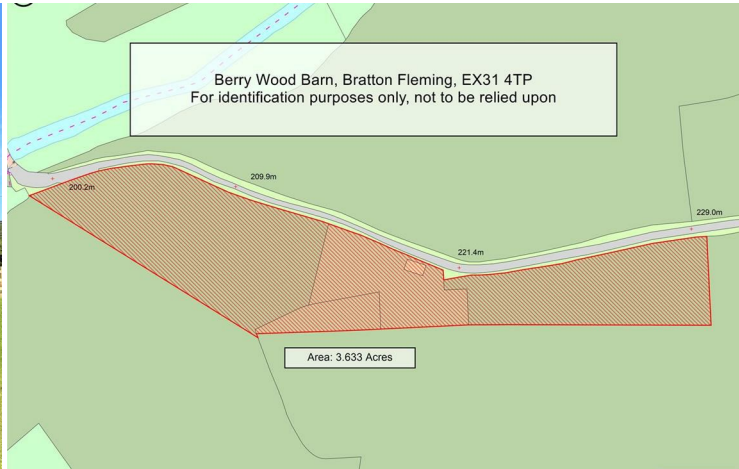 Berry Wood Barn, Bratton Fleming, EX31 4TP
For identification purposes only, not to be relied upon
209.9m
200.2m
229.0m
221.4m
Area: 3.633 Acres